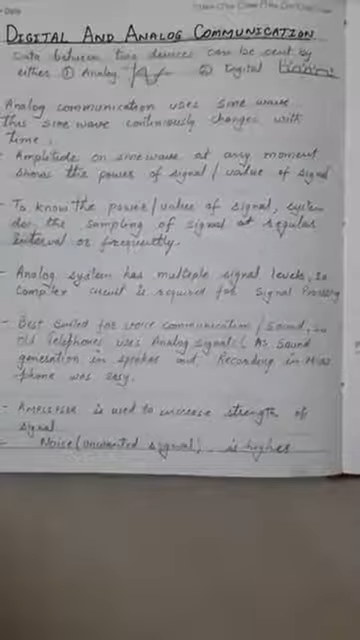 Date
DIGITAL AND ANALOG COMMUNICATION
Data between two devices can be sent by
either ① Analog ② Digital
Analog communication uses sine wave
this sine wave continuously changes with
time.
- Amplitude on sine wave at any moment
shows the power of signal / value of signal
- To know the power/value of signal, system
do the sampling of signal at regular
interval or frequently.
- Analog system has multiple signal levels, so
complex circuit is required for Signal Processing
- Best suited for voice communication / Sound, so
old Telephones uses Analog signal ( As sound
generation in speaker and Recording in Micro
phone was easy.
- AMPLIFIER is used to increase strength of
signal
- Noise (unwanted signal) is higher